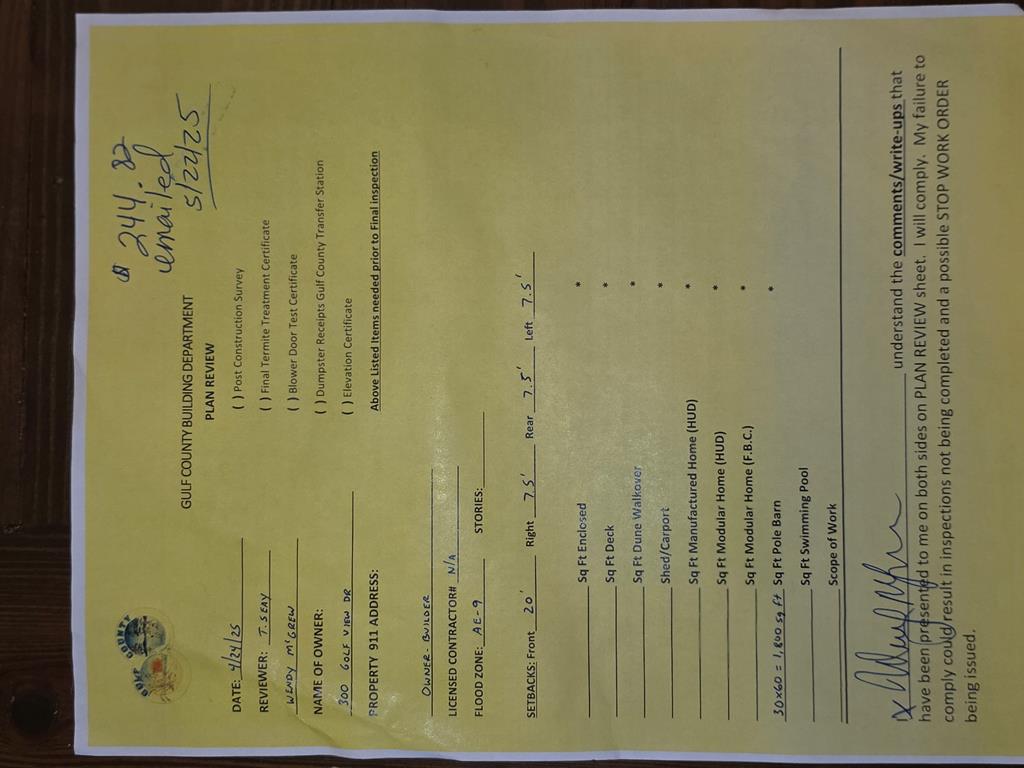 $ 244.82
emailed
5/22/25
GULF COUNTY
GULF COUNTY BUILDING DEPARTMENT
PLAN REVIEW
DATE: 4/24/25
( ) Post Construction Survey
REVIEWER: T. SEAY
( ) Final Termite Treatment Certificate
WENDY McGREW
( ) Blower Door Test Certificate
NAME OF OWNER:
( ) Dumpster Receipts Gulf County Transfer Station
300 GOLF VIEW DR
( ) Elevation Certificate
PROPERTY 911 ADDRESS:
Above Listed Items needed prior to Final inspection
OWNER-BUILDER
LICENSED CONTRACTOR# N/A
FLOOD ZONE: AE-9 STORIES:
SETBACKS: Front 20' Right 7.5' Rear 7.5' Left 7.5'
Sq Ft Enclosed *
Sq Ft Deck *
Sq Ft Dune Walkover *
Shed/Carport *
Sq Ft Manufactured Home (HUD) *
Sq Ft Modular Home (HUD) *
Sq Ft Modular Home (F.B.C.) *
30x60 = 1,800 sq ft Sq Ft Pole Barn *
Sq Ft Swimming Pool
Scope of Work
X understand the comments/write-ups that
have been presented to me on both sides on PLAN REVIEW sheet. I will comply. My failure to
comply could result in inspections not being completed and a possible STOP WORK ORDER
being issued.